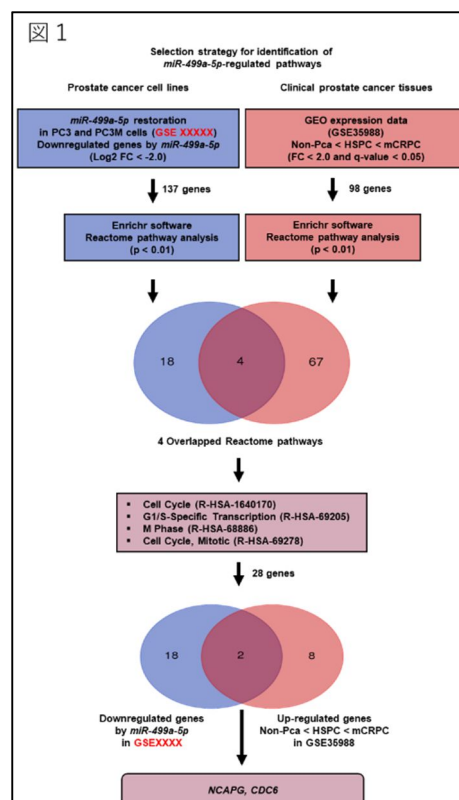 図 1
Selection strategy for identification of
miR-499a-5p-regulated pathways
Prostate cancer cell lines
Clinical prostate cancer tissues
miR-499a-5p restoration
in PC3 and PC3M cells (GSE XXXXX)
Downregulated genes by miR-499a-5p
(Log2 FC < -2.0)
GEO expression data
(GSE35988)
Non-Pca < HSPC < mCRPC
(FC < 2.0 and q-value < 0.05)
137 genes
98 genes
Enrichr software
Reactome pathway analysis
(p < 0.01)
Enrichr software
Reactome pathway analysis
(p < 0.01)
18
4
67
4 Overlapped Reactome pathways
▪ Cell Cycle (R-HSA-1640170)
▪ G1/S-Specific Transcription (R-HSA-69205)
▪ M Phase (R-HSA-68886)
▪ Cell Cycle, Mitotic (R-HSA-69278)
28 genes
18
2
8
Downregulated genes
by miR-499a-5p
in GSEXXXX
Up-regulated genes
Non-Pca < HSPC < mCRPC
in GSE35988
NCAPG, CDC6